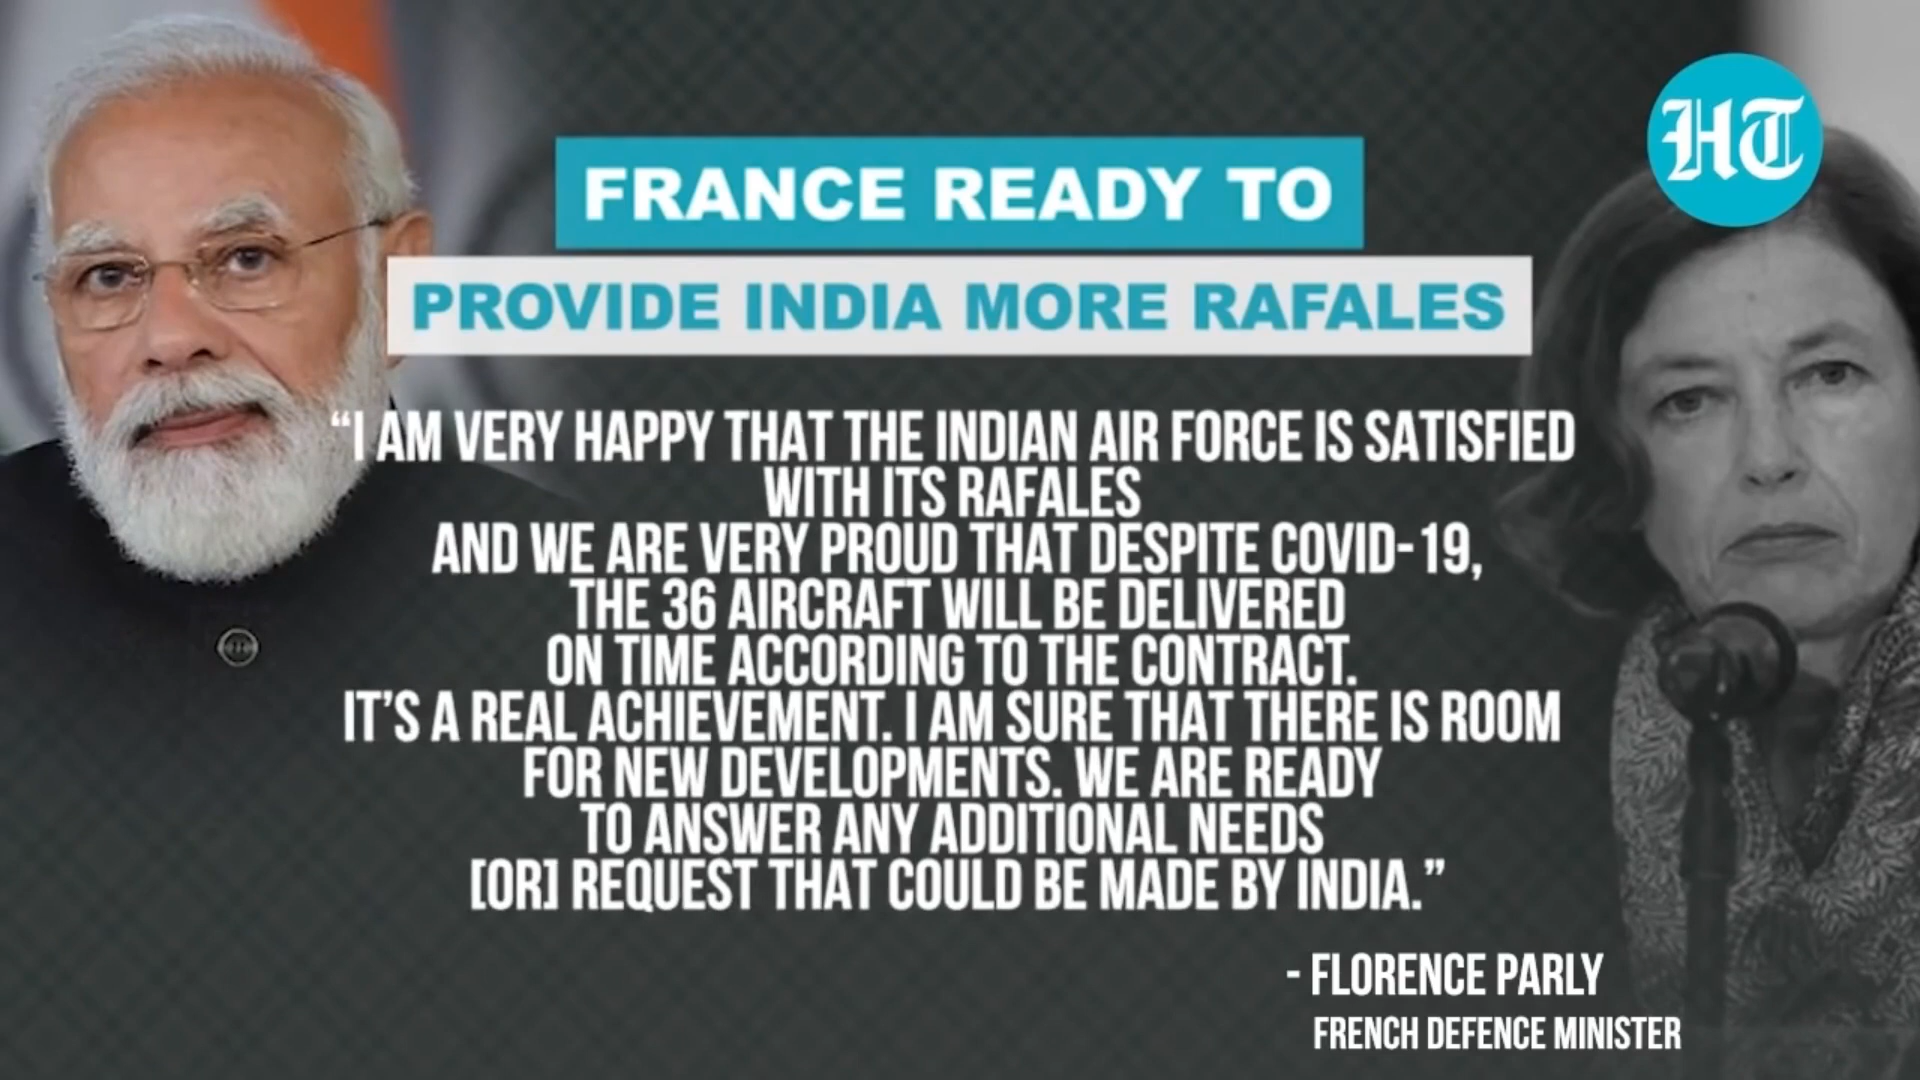 HT
FRANCE READY TO
PROVIDE INDIA MORE RAFALES
“I AM VERY HAPPY THAT THE INDIAN AIR FORCE IS SATISFIED
WITH ITS RAFALES
AND WE ARE VERY PROUD THAT DESPITE COVID-19,
THE 36 AIRCRAFT WILL BE DELIVERED
ON TIME ACCORDING TO THE CONTRACT.
IT’S A REAL ACHIEVEMENT. I AM SURE THAT THERE IS ROOM
FOR NEW DEVELOPMENTS. WE ARE READY
TO ANSWER ANY ADDITIONAL NEEDS
[OR] REQUEST THAT COULD BE MADE BY INDIA.”
- FLORENCE PARLY
FRENCH DEFENCE MINISTER